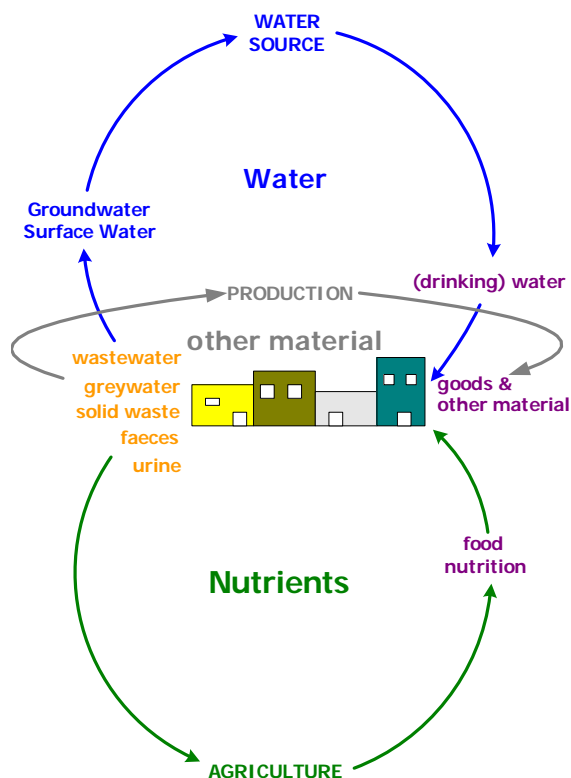 WATER
SOURCE
Water
Groundwater
Surface Water
(drinking) water
PRODUCTION
other material
wastewater
greywater
solid waste
faeces
urine
goods &
other material
food
nutrition
Nutrients
AGRICULTURE